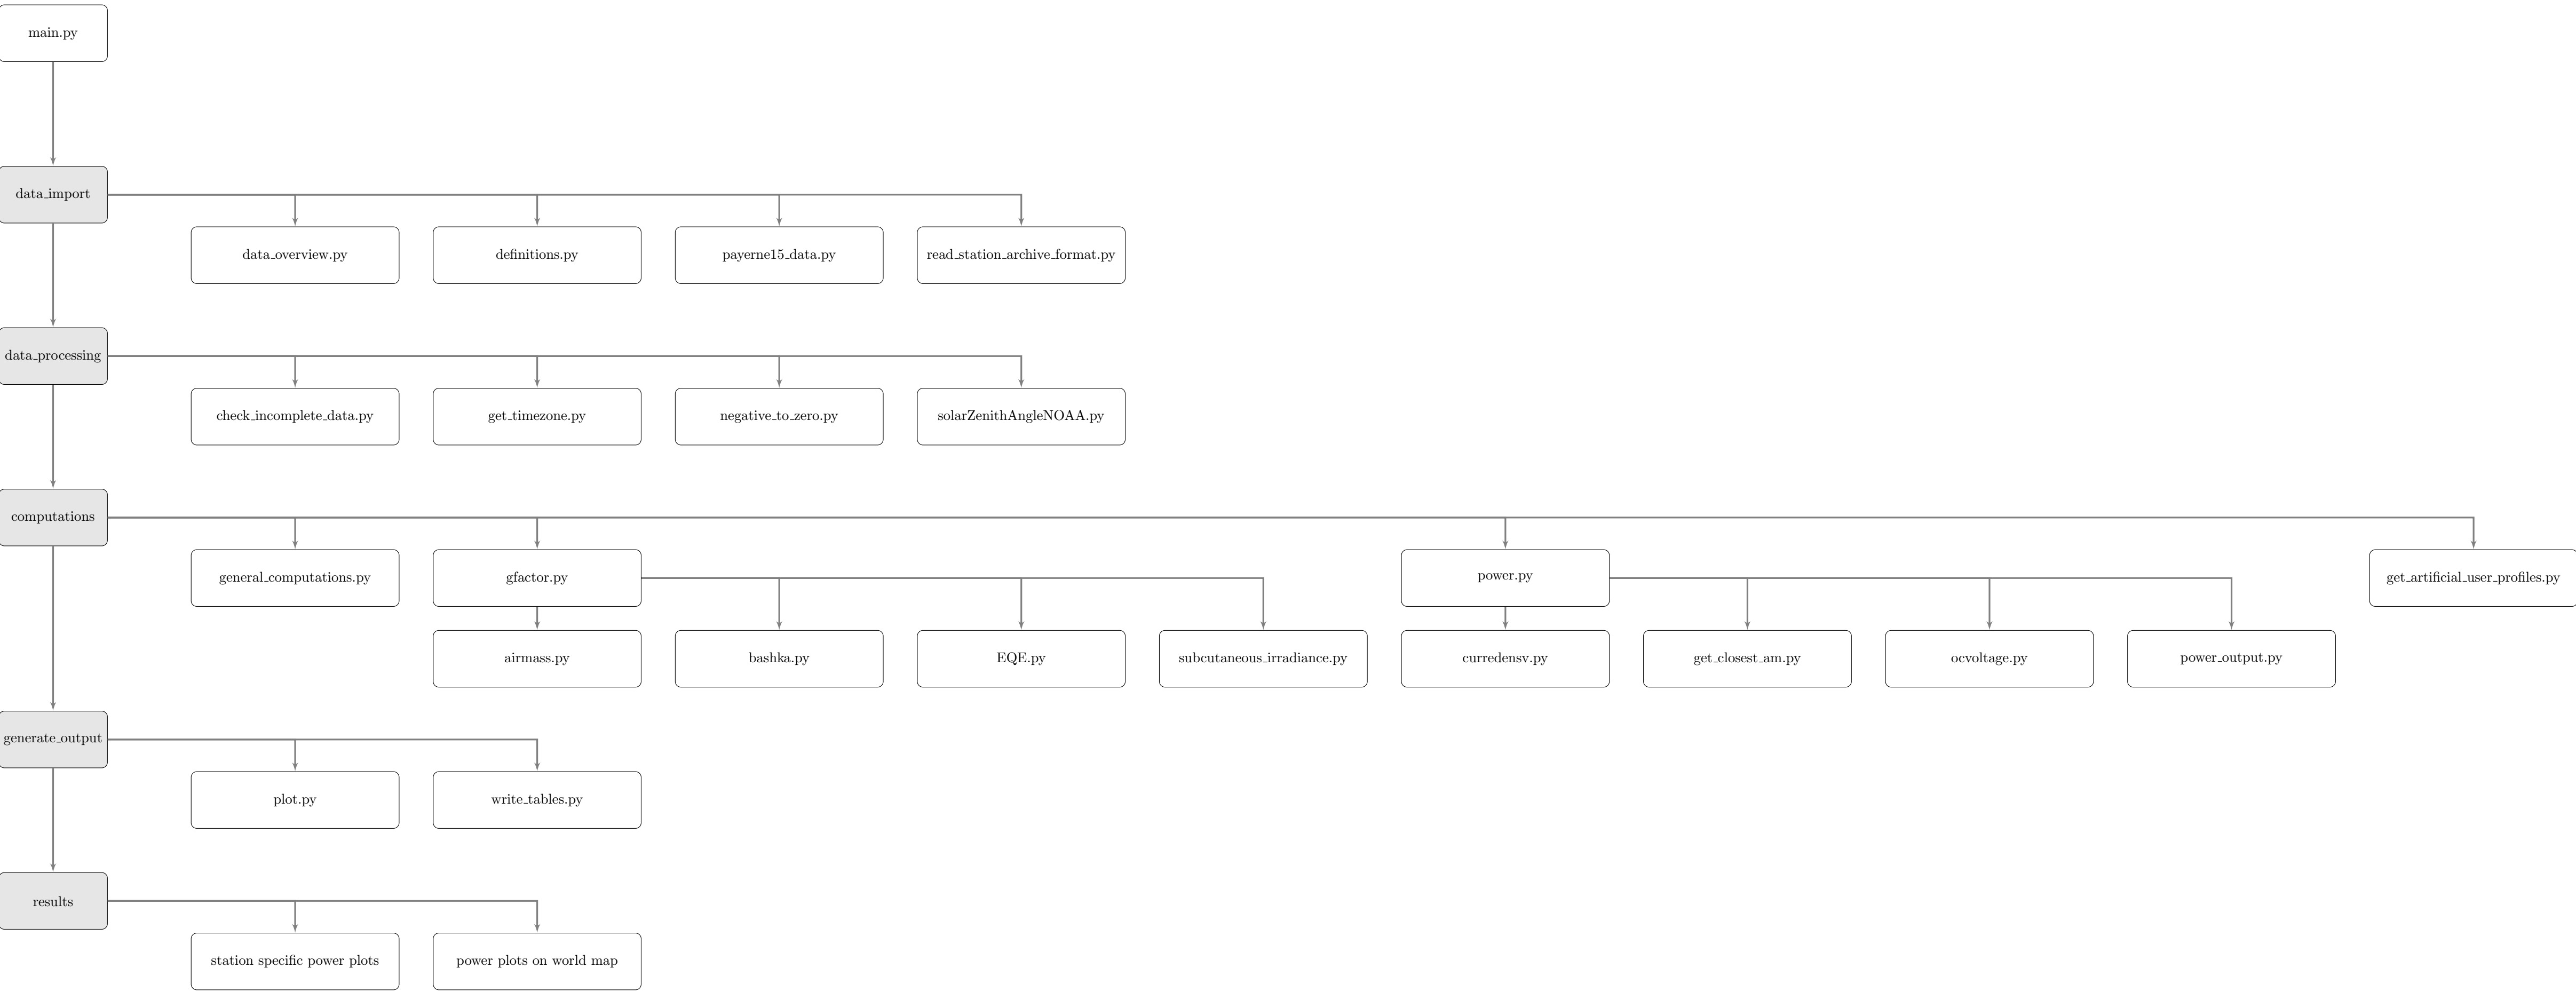 main.py
data_import
data_overview.py
definitions.py
payerne15_data.py
read_station_archive_format.py
data_processing
check_incomplete_data.py
get_timezone.py
negative_to_zero.py
solarZenithAngleNOAA.py
computations
general_computations.py
gfactor.py
power.py
get_artificial_user_profiles.py
airmass.py
bashka.py
EQE.py
subcutaneous_irradiance.py
curredensv.py
get_closest_am.py
ocvoltage.py
power_output.py
generate_output
plot.py
write_tables.py
results
station specific power plots
power plots on world map